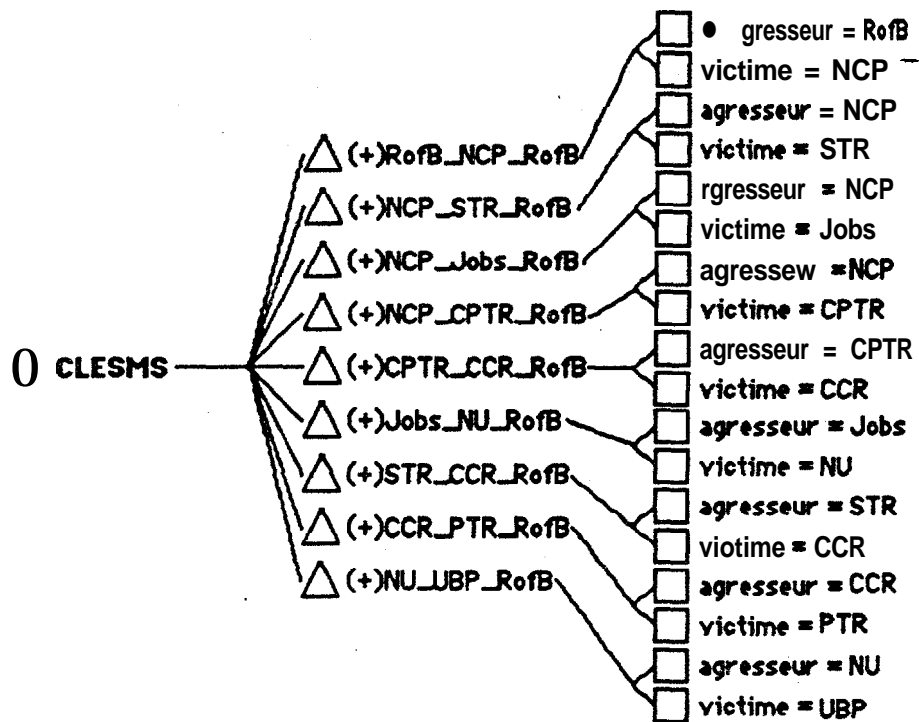 • gresseur = RofB
victime = NCP
agresseur = NCP
(+)RofB_NCP_RofB
victime = STR
(+)NCP_STR_RofB
rgresseur = NCP
victime = Jobs
(+)NCP_Jobs_RofB
agressew = NCP
(+)NCP_CPTR_RofB
victime = CPTR
0 CLESMS
(+)CPTR_CCR_RofB
agresseur = CPTR
victime = CCR
(+)Jobs_NU_RofB
agresseur = Jobs
victime = NU
(+)STR_CCR_RofB
agresseur = STR
(+)CCR_PTR_RofB
viotime = CCR
(+)NU_UBP_RofB
agresseur = CCR
victime = PTR
agresseur = NU
victime = UBP